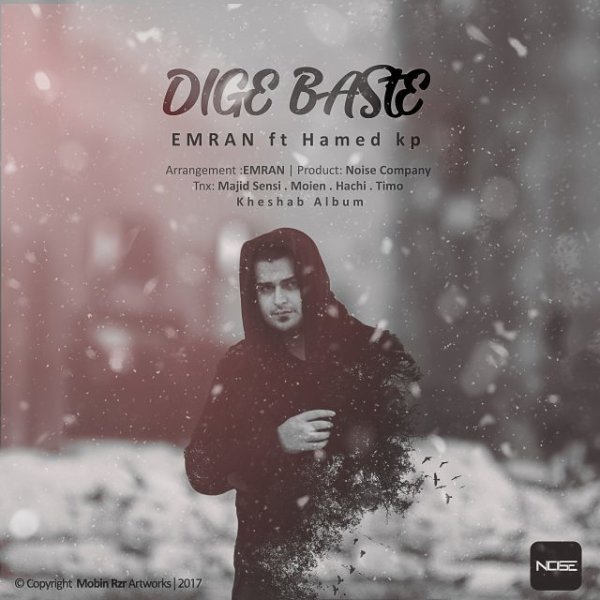 DIGE BASTE
EMRAN ft Hamed kp
Arrangement :EMRAN | Product: Noise Company
Tnx: Majid Sensi . Moien . Hachi . Timo
Kheshab Album
NOISE
© Copyright Mobin Rzr Artworks | 2017